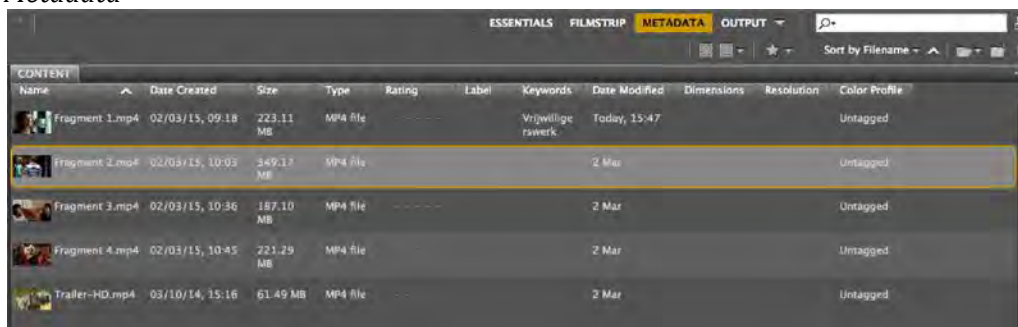 ESSENTIALS FILMSTRIP METADATA OUTPUT
Sort by Filename
CONTENT
Name Date Created Size Type Rating Label Keywords Date Modified Dimensions Resolution Color Profile
Fragment 1.mp4 02/03/15, 09:18 223.11 MP4 file Vrijwillige Today, 15:47 Untagged
MB rswerk
Fragment 2.mp4 02/03/15, 10:03 349.17 MP4 file 2 Mar Untagged
MB
Fragment 3.mp4 02/03/15, 10:36 187.10 MP4 file 2 Mar Untagged
MB
Fragment 4.mp4 02/03/15, 10:45 221.29 MP4 file 2 Mar Untagged
MB
Trailer-HD.mp4 03/10/14, 15:16 61.49 MB MP4 file 2 Mar Untagged